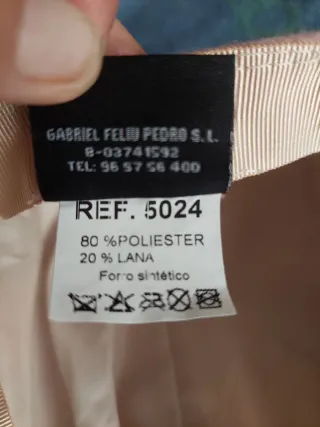 GABRIEL FELIU PEDRO S.L.
B-03741592
TEL: 96 57 56 400
REF. 5024
80 %POLIESTER
20 % LANA
Forro sintético